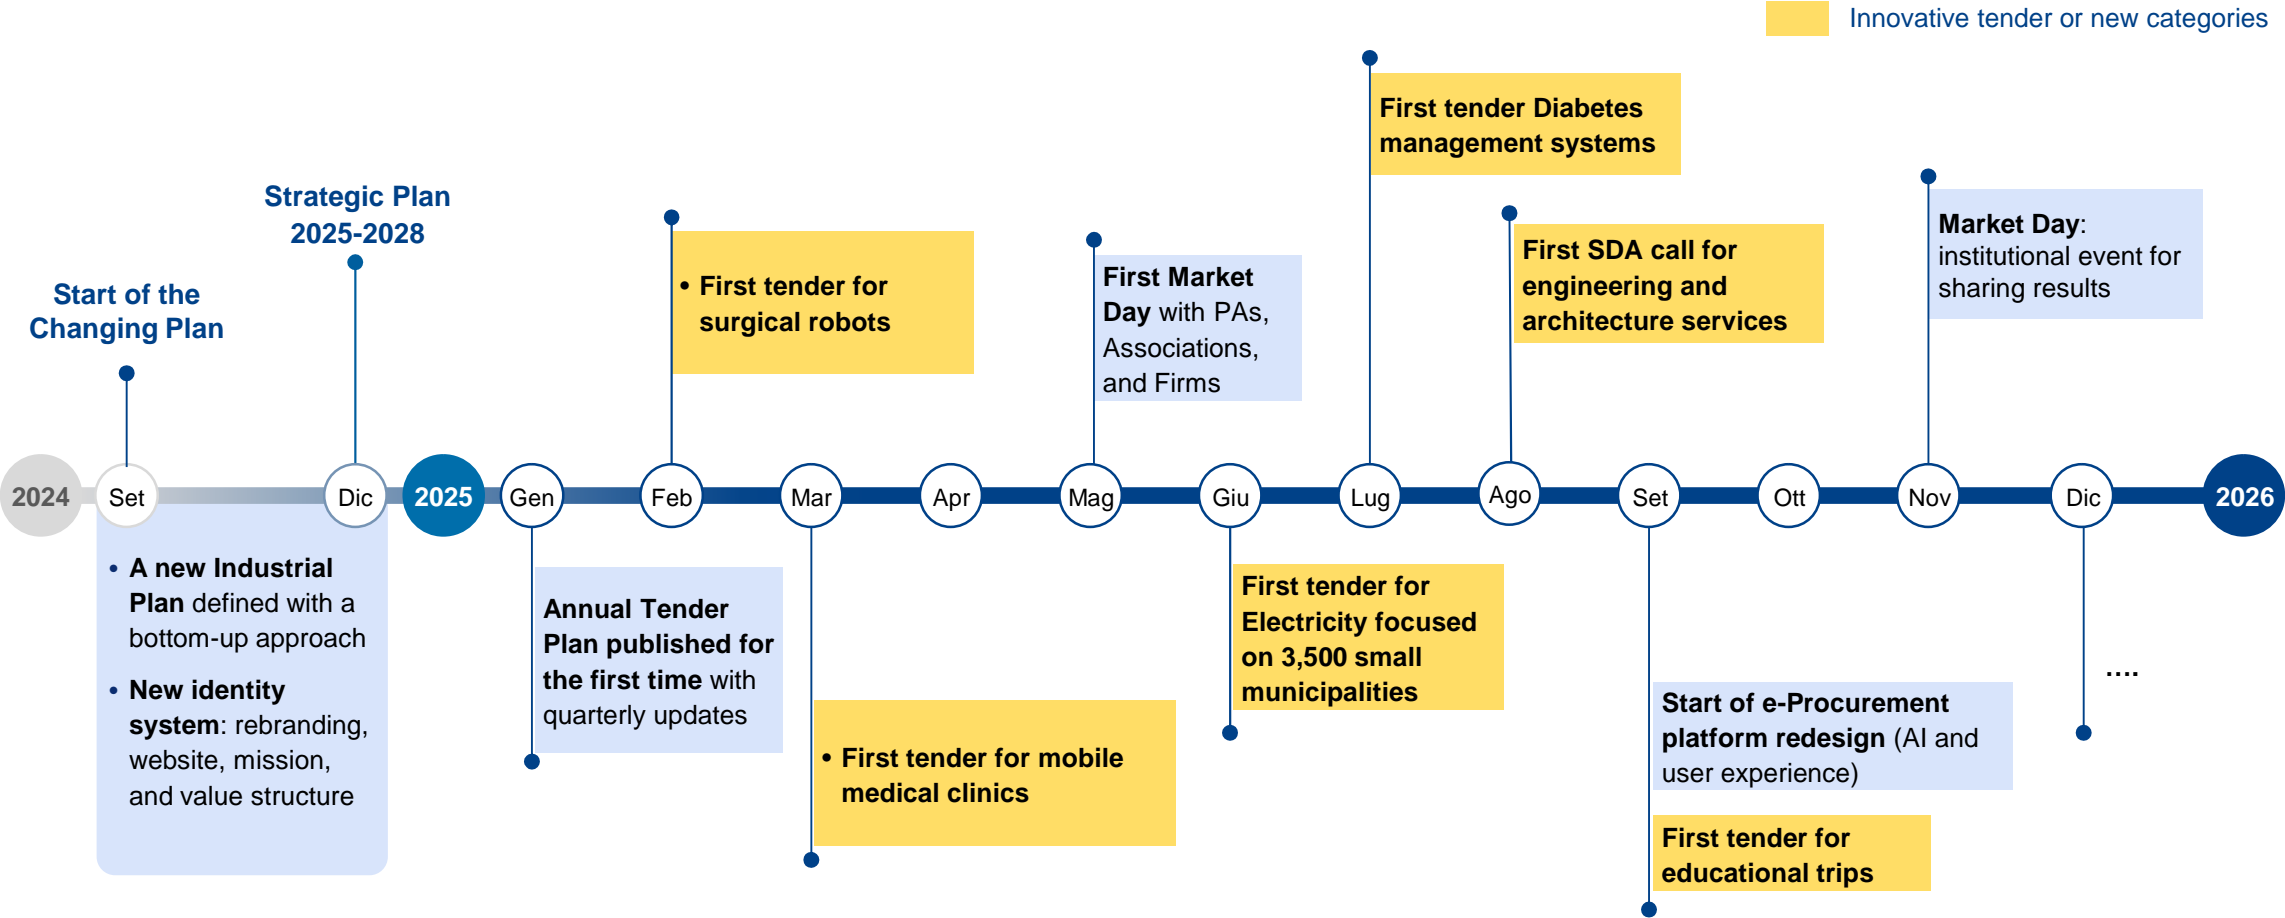 Innovative tender or new categories
First tender Diabetes
management systems
Strategic Plan
2025-2028
Start of the
Changing Plan
• First tender for
surgical robots
First Market
Day with PAs,
Associations,
and Firms
First SDA call for
engineering and
architecture services
Market Day:
institutional event for
sharing results
2024
Set
Dic
2025
Gen
Feb
Mar
Apr
Mag
Giu
Lug
Ago
Set
Ott
Nov
Dic
2026
• A new Industrial
Plan defined with a
bottom-up approach
• New identity
system: rebranding,
website, mission,
and value structure
Annual Tender
Plan published for
the first time with
quarterly updates
• First tender for mobile
medical clinics
First tender for
Electricity focused
on 3,500 small
municipalities
Start of e-Procurement
platform redesign (AI and
user experience)
First tender for
educational trips
....